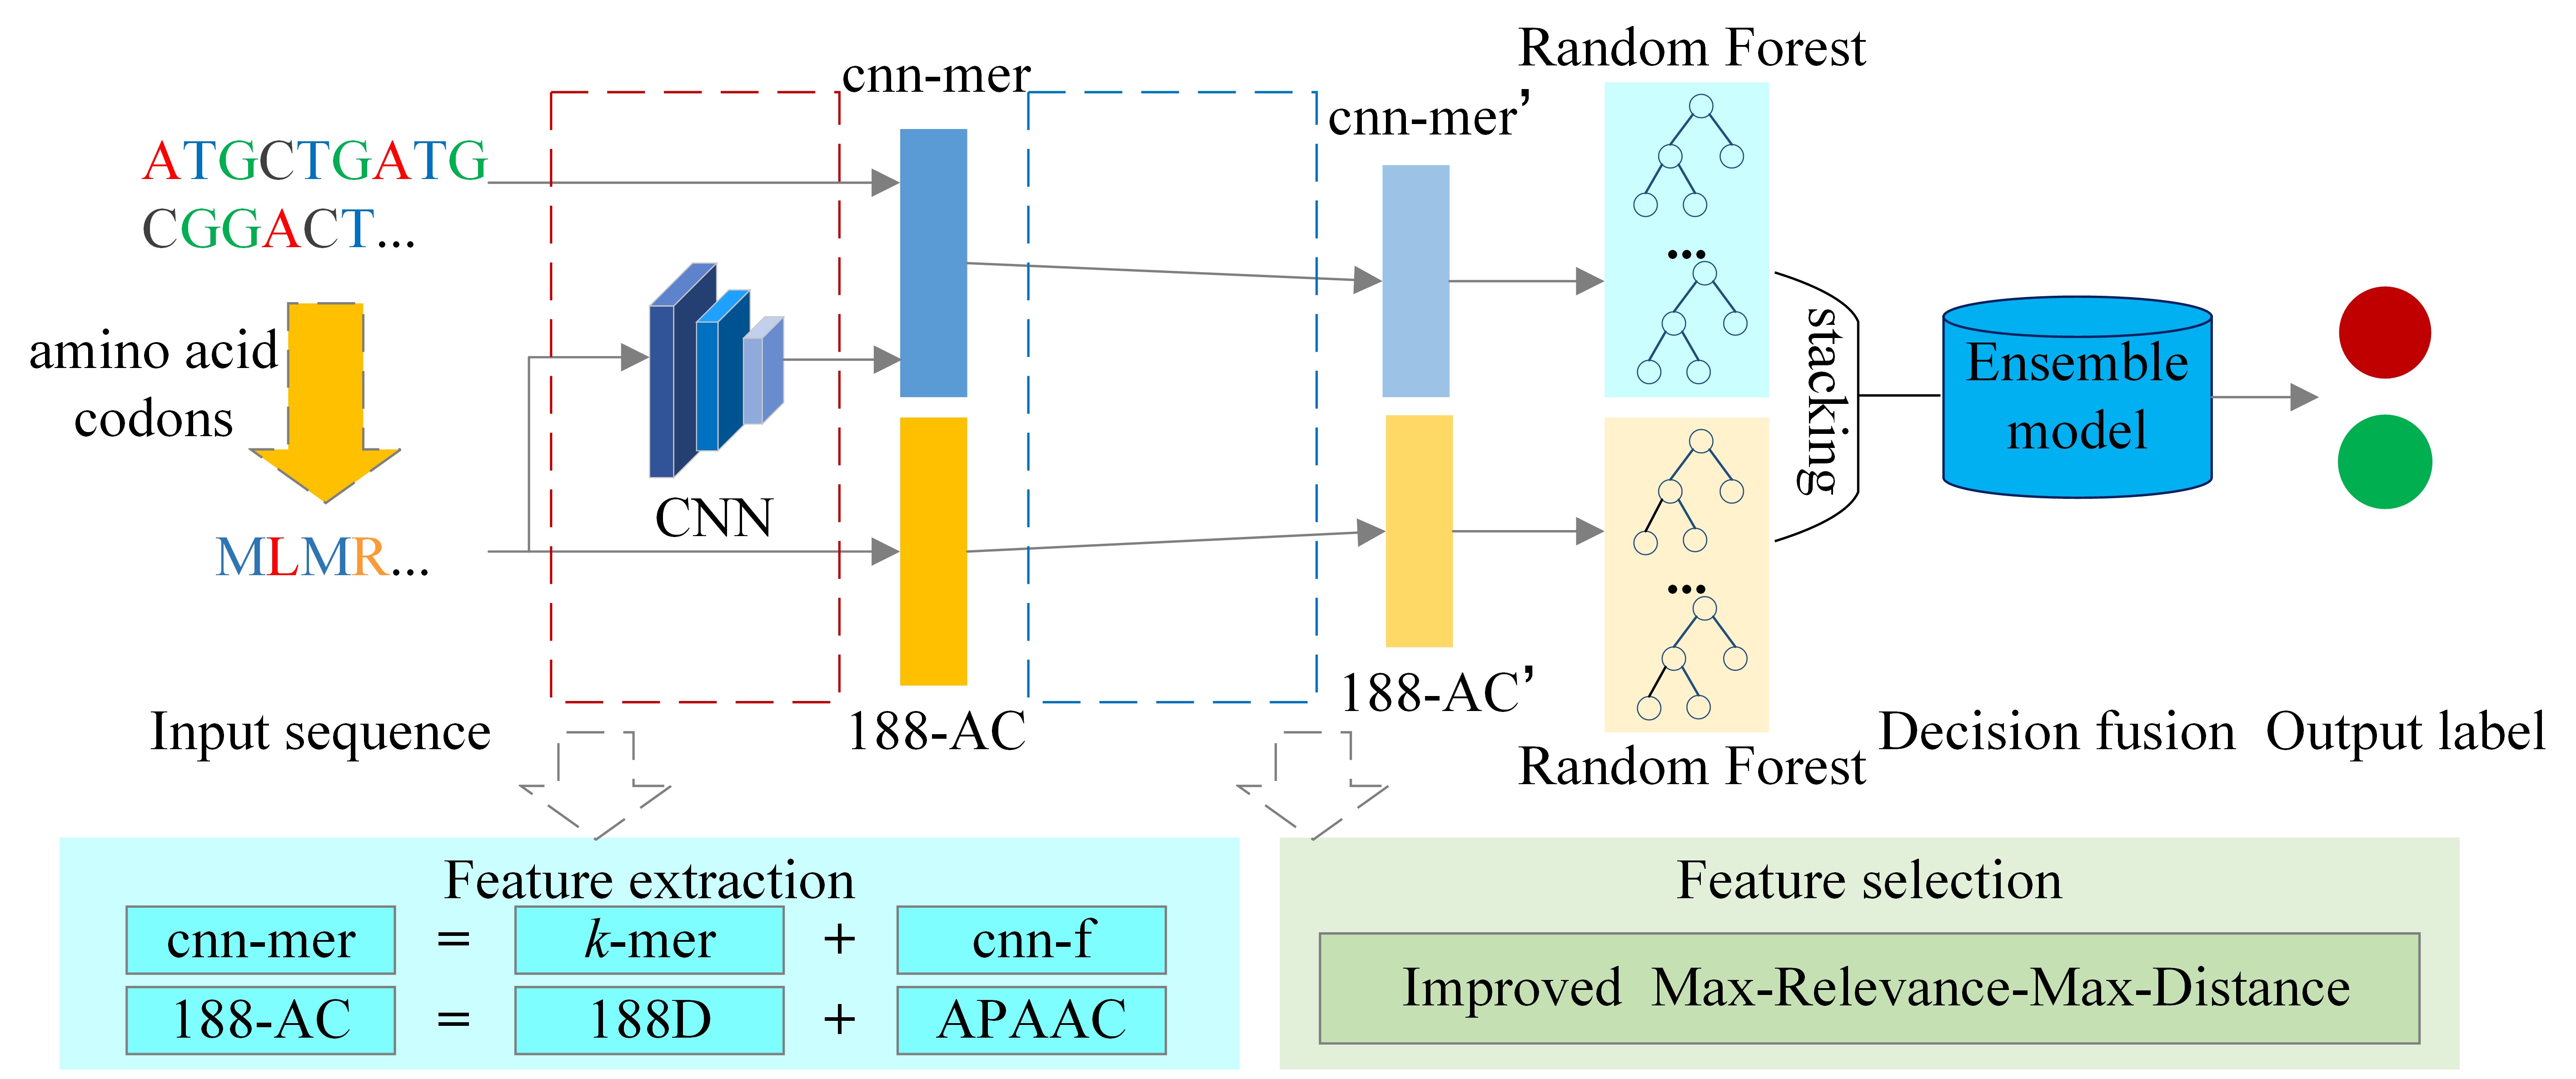 ATGCTGATG
CGGACT...
amino acid
codons
MLMR...
Input sequence
CNN
cnn-mer
188-AC
cnn-mer’
188-AC’
Random Forest
...
...
Random Forest
stacking
Ensemble
model
Decision fusion
Output label
Feature extraction
cnn-mer = k-mer + cnn-f
188-AC = 188D + APAAC
Feature selection
Improved Max-Relevance-Max-Distance